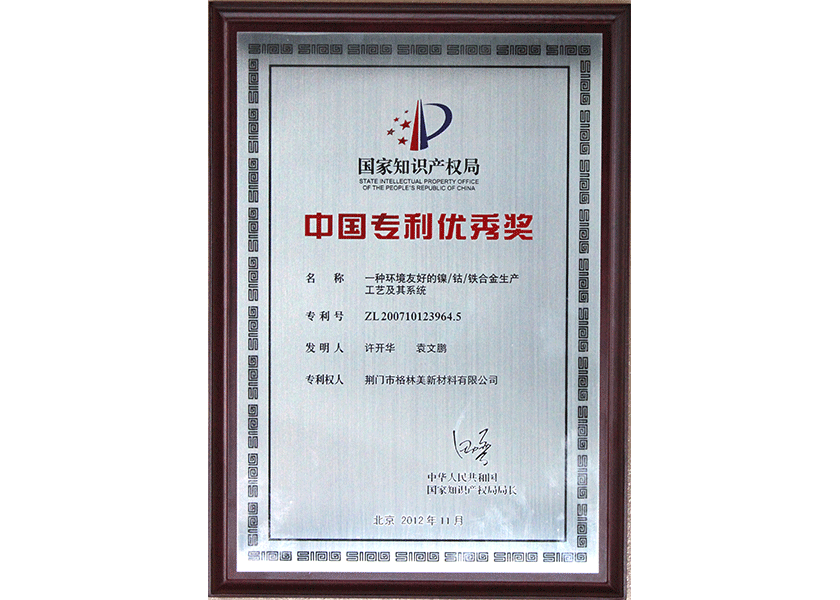 国家知识产权局
STATE INTELLECTUAL PROPERTY OFFICE
OF THE PEOPLE'S REPUBLIC OF CHINA
中国专利优秀奖
名 称 一种环境友好的镍/钴/铁合金生产
工艺及其系统
专 利 号 ZL 200710123964.5
发 明 人 许开华 袁文鹏
专利权人 荆门市格林美新材料有限公司
中华人民共和国
国家知识产权局局长
北京 2012 年 11 月